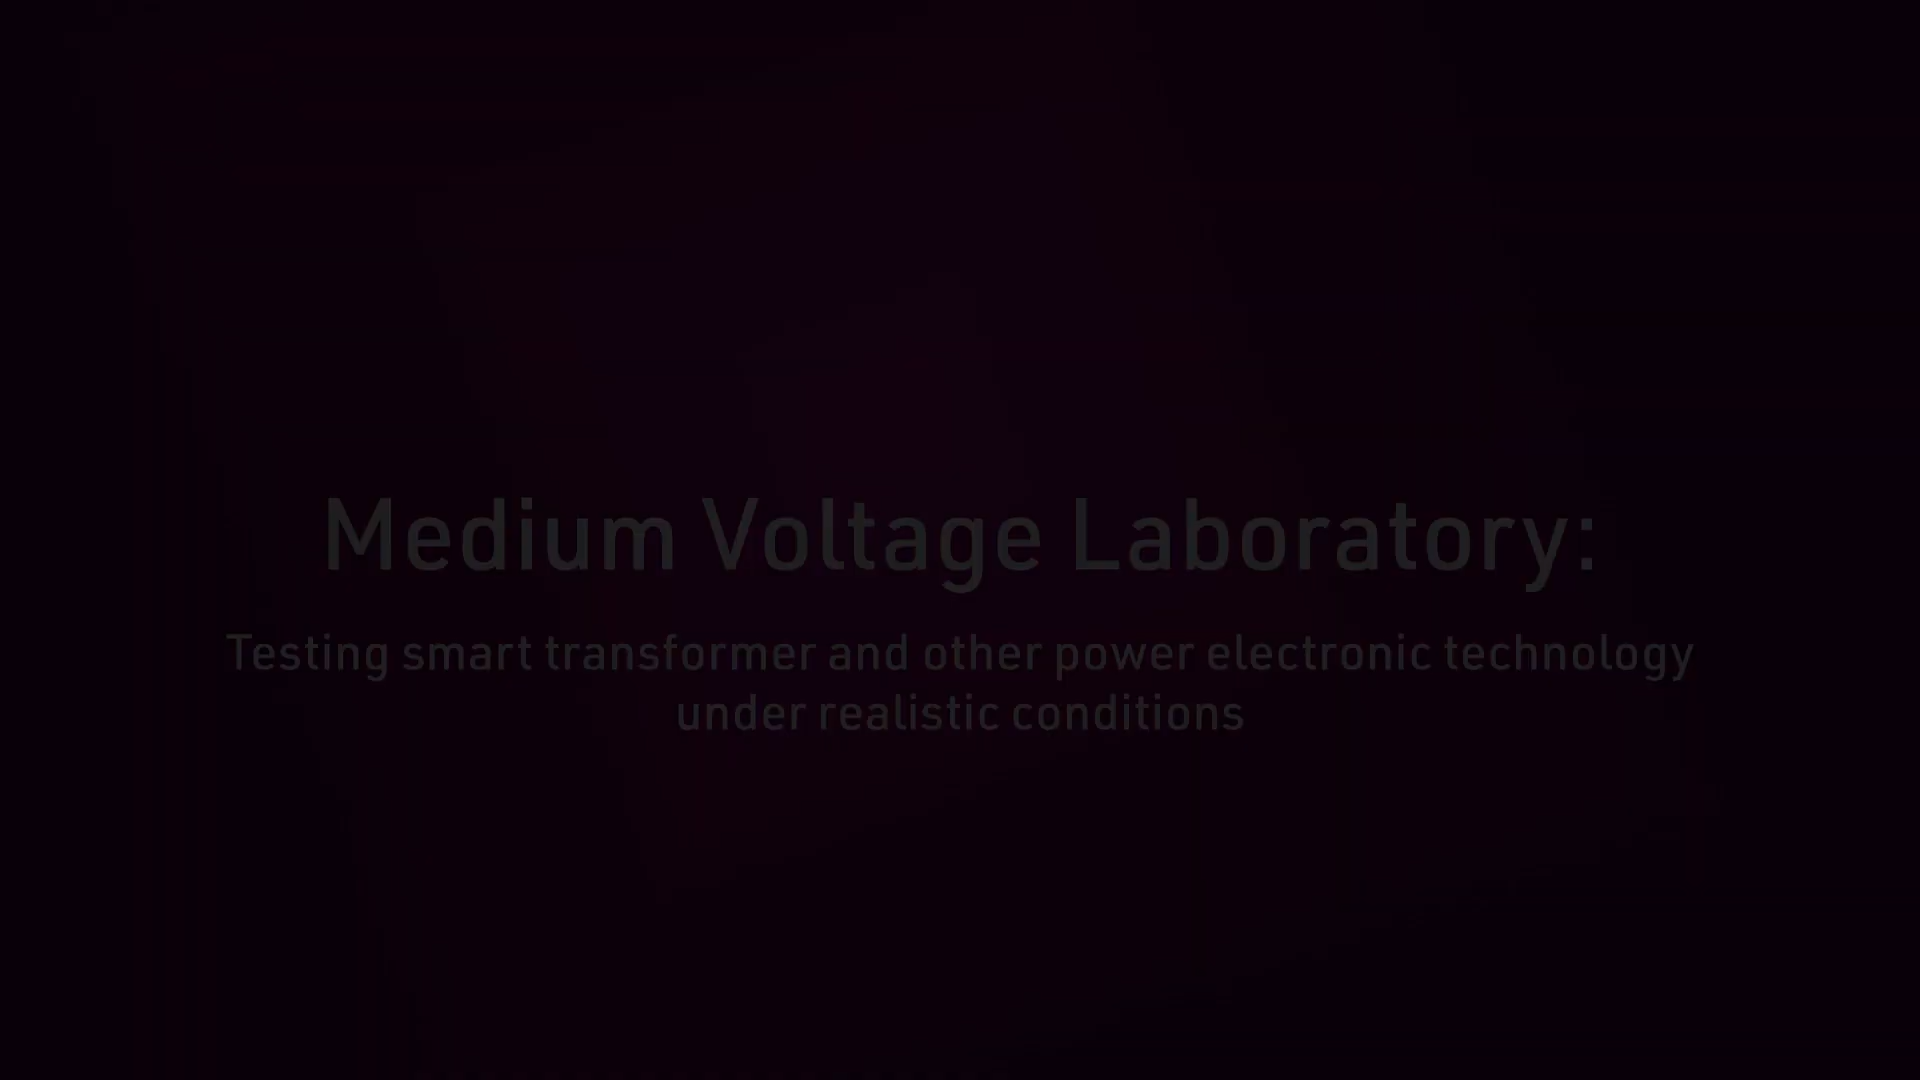 Medium Voltage Laboratory:
Testing smart transformer and other power electronic technology
under realistic conditions